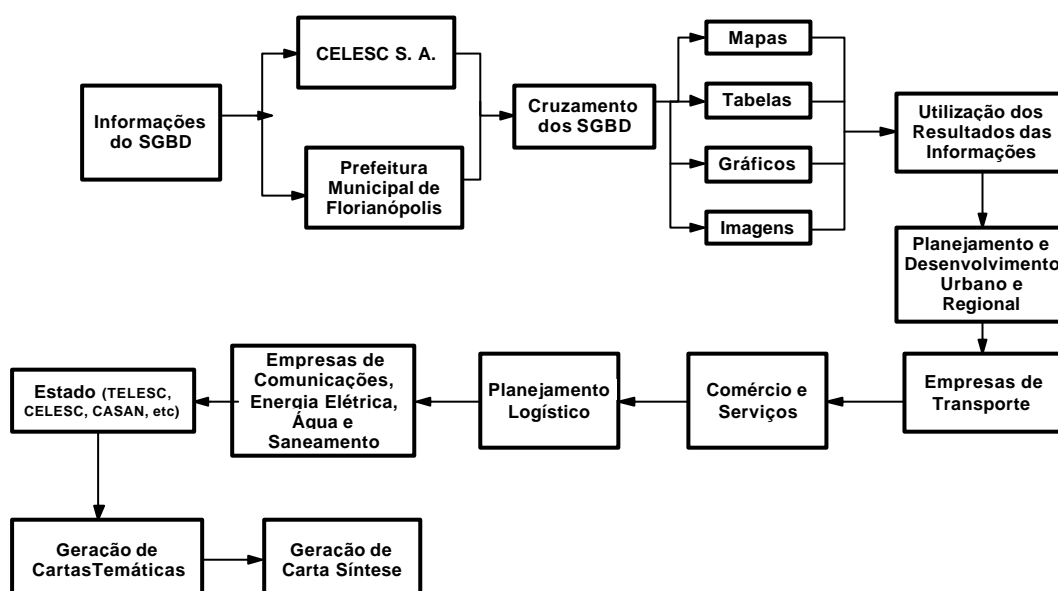 Informações
do SGBD
CELESC S. A.
Prefeitura
Municipal de
Florianópolis
Cruzamento
dos SGBD
Mapas
Tabelas
Gráficos
Imagens
Utilização dos
Resultados das
Informações
Planejamento e
Desenvolvimento
Urbano e
Regional
Empresas de
Transporte
Comércio e
Serviços
Planejamento
Logístico
Empresas de
Comunicações,
Energia Elétrica,
Água e
Saneamento
Estado (TELESC,
CELESC, CASAN, etc)
Geração de
CartasTemáticas
Geração de
Carta Síntese